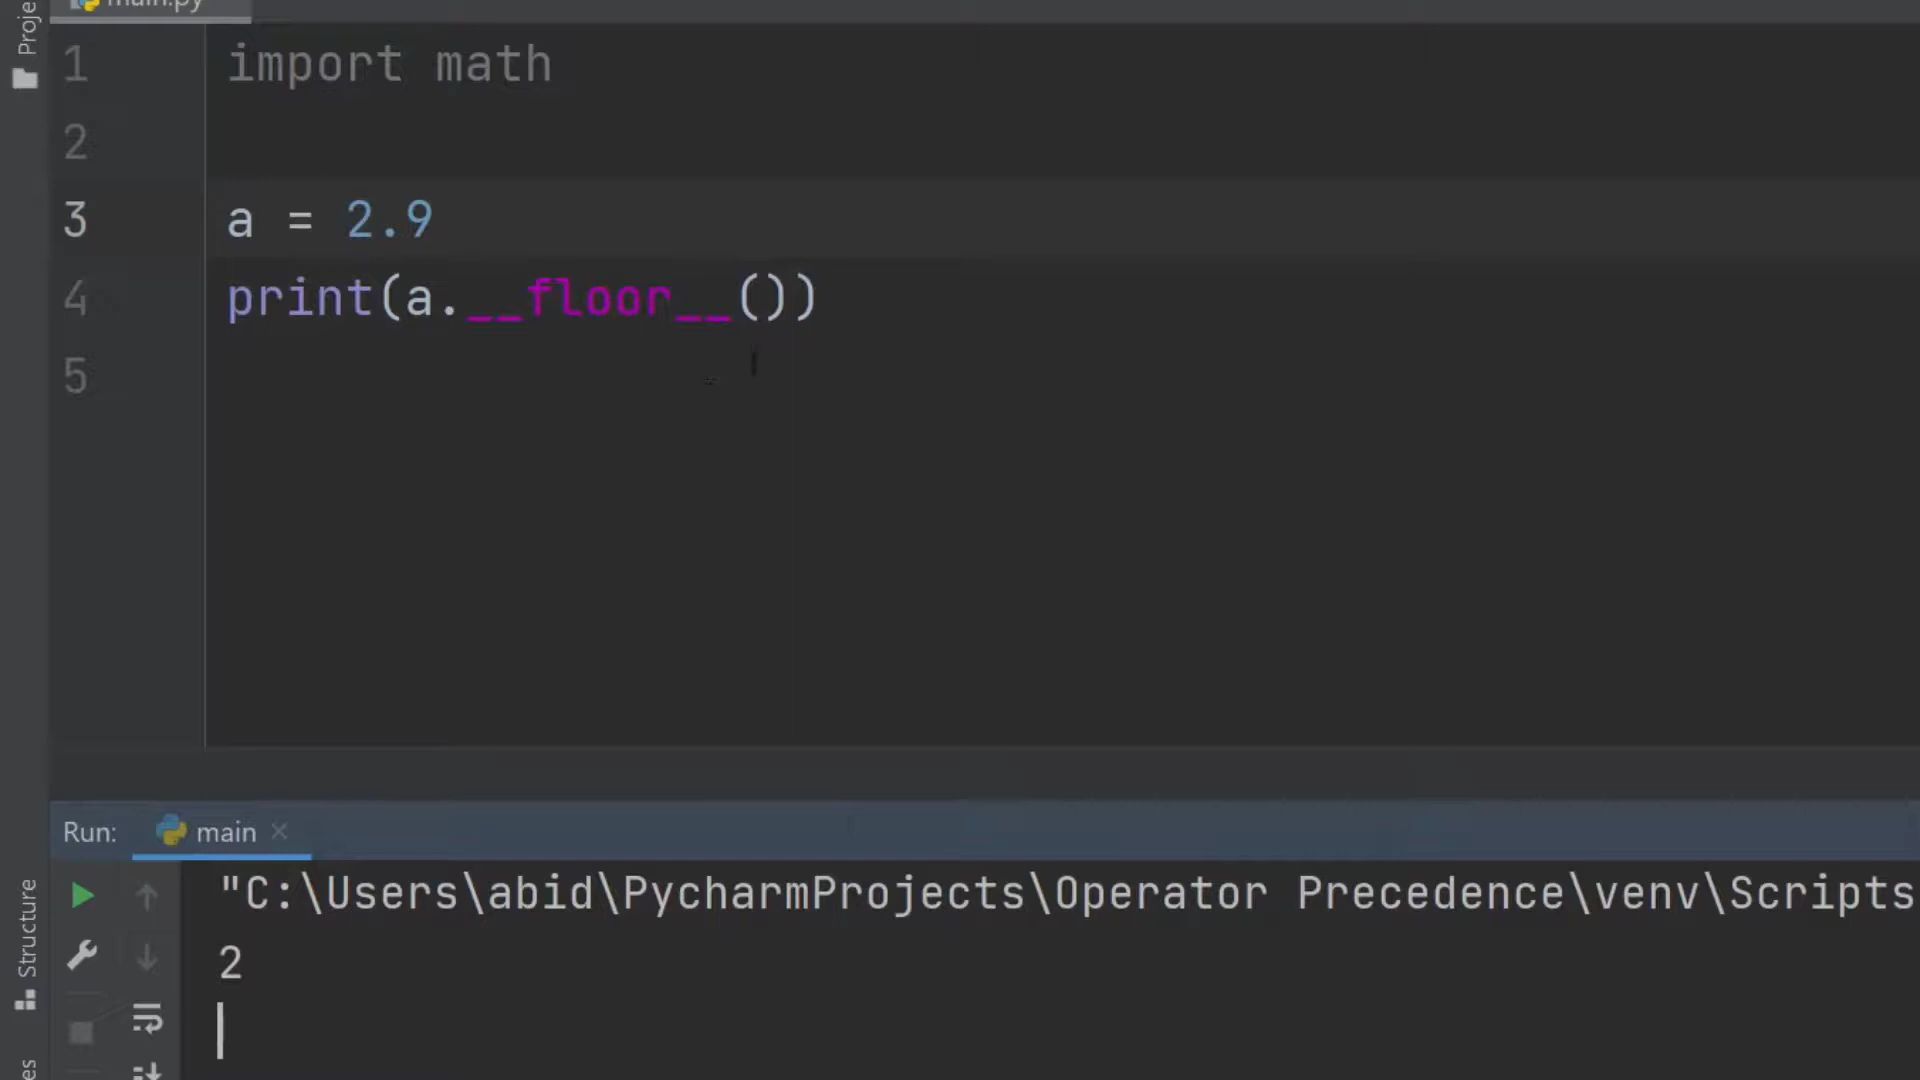 main.py
Proje
1 import math
2
3 a = 2.9
4 print(a.__floor__())
5
Run: main
"C:\Users\abid\PycharmProjects\Operator Precedence\venv\Scripts
2
Structure
es